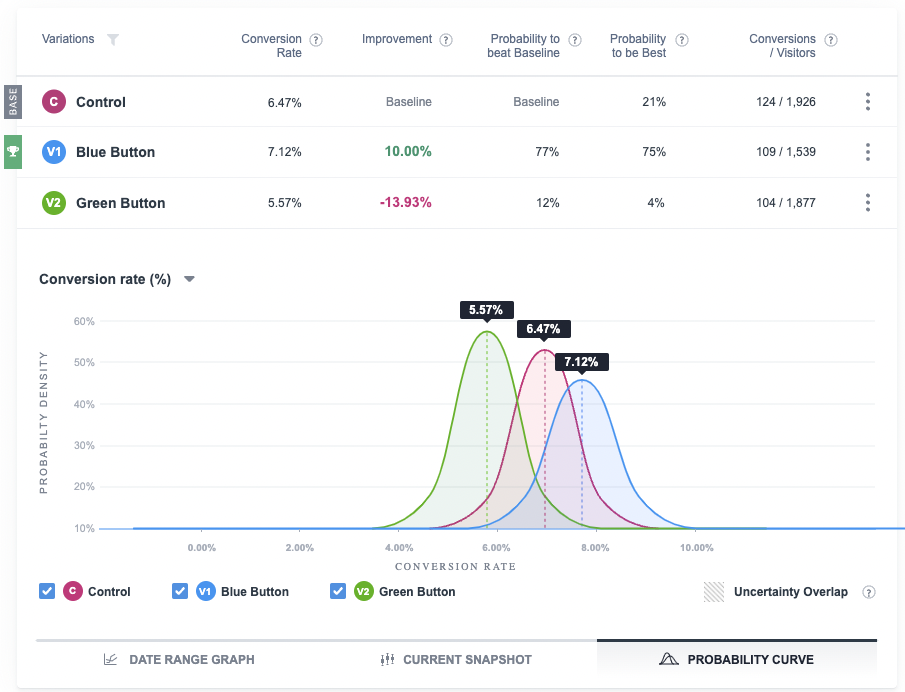 Variations Conversion Rate ? Improvement ? Probability to beat Baseline ? Probability to be Best ? Conversions / Visitors ?
BASE C Control 6.47% Baseline Baseline 21% 124 / 1,926
V1 Blue Button 7.12% 10.00% 77% 75% 109 / 1,539
V2 Green Button 5.57% -13.93% 12% 4% 104 / 1,877
Conversion rate (%)
5.57%
6.47%
7.12%
PROBABILTY DENSITY
60%
50%
40%
30%
20%
10%
0.00% 2.00% 4.00% 6.00% 8.00% 10.00%
CONVERSION RATE
C Control V1 Blue Button V2 Green Button Uncertainty Overlap ?
DATE RANGE GRAPH CURRENT SNAPSHOT PROBABILITY CURVE